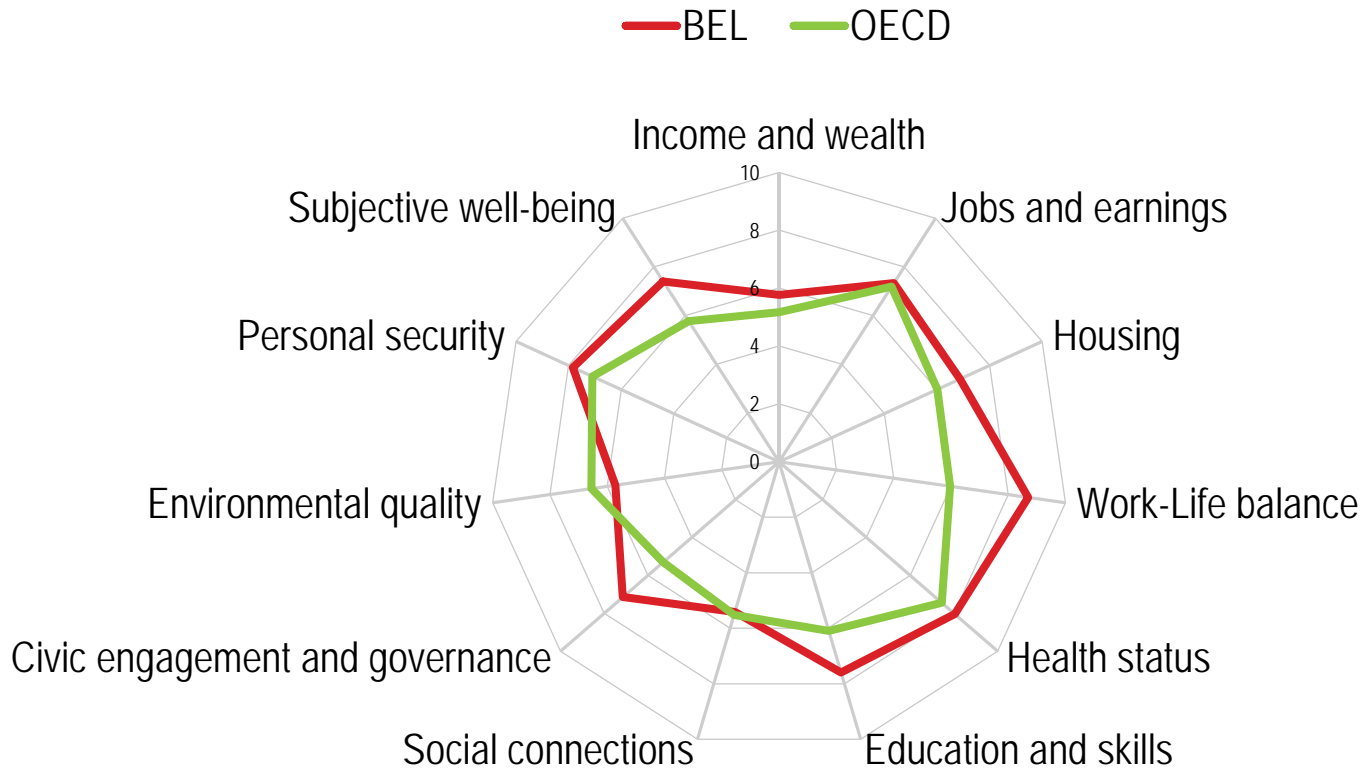 BEL OECD
Income and wealth
10
Subjective well-being
Jobs and earnings
8
6
Personal security
Housing
4
2
0
Environmental quality
Work-Life balance
Civic engagement and governance
Health status
Social connections
Education and skills